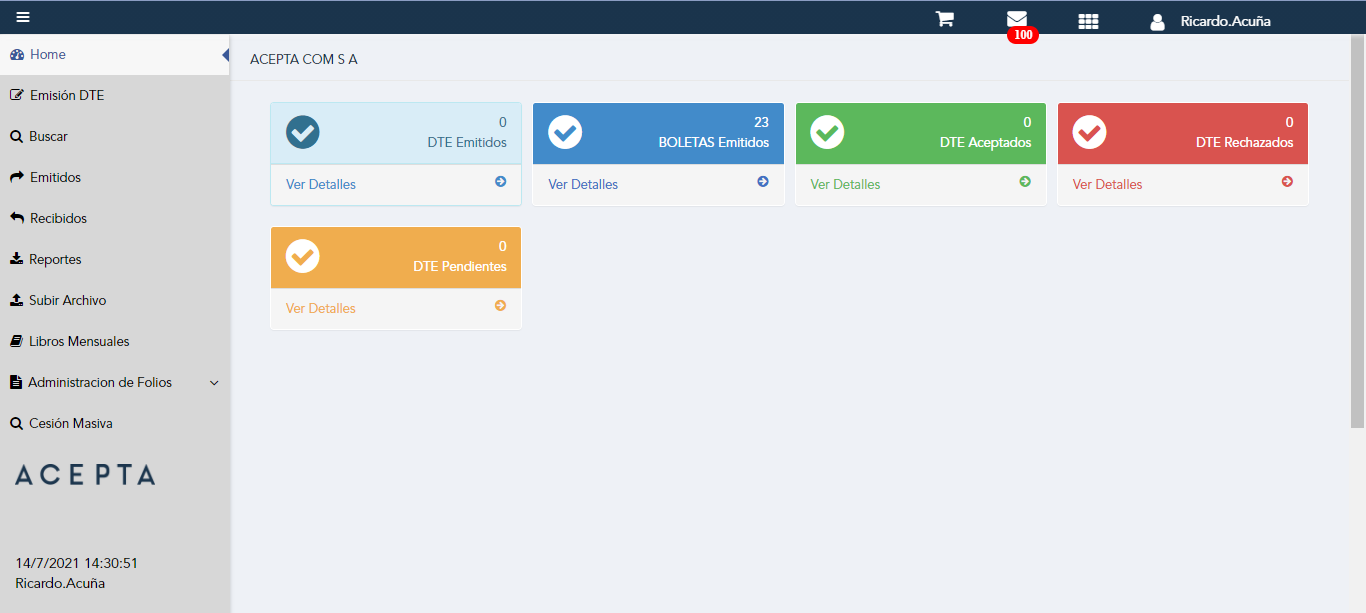 100
Ricardo.Acuña
Home
Emisión DTE
Buscar
Emitidos
Recibidos
Reportes
Subir Archivo
Libros Mensuales
Administracion de Folios
Cesión Masiva
ACEPTA
14/7/2021 14:30:51
Ricardo.Acuña
ACEPTA COM S A
0
DTE Emitidos
Ver Detalles
23
BOLETAS Emitidos
Ver Detalles
0
DTE Aceptados
Ver Detalles
0
DTE Rechazados
Ver Detalles
0
DTE Pendientes
Ver Detalles